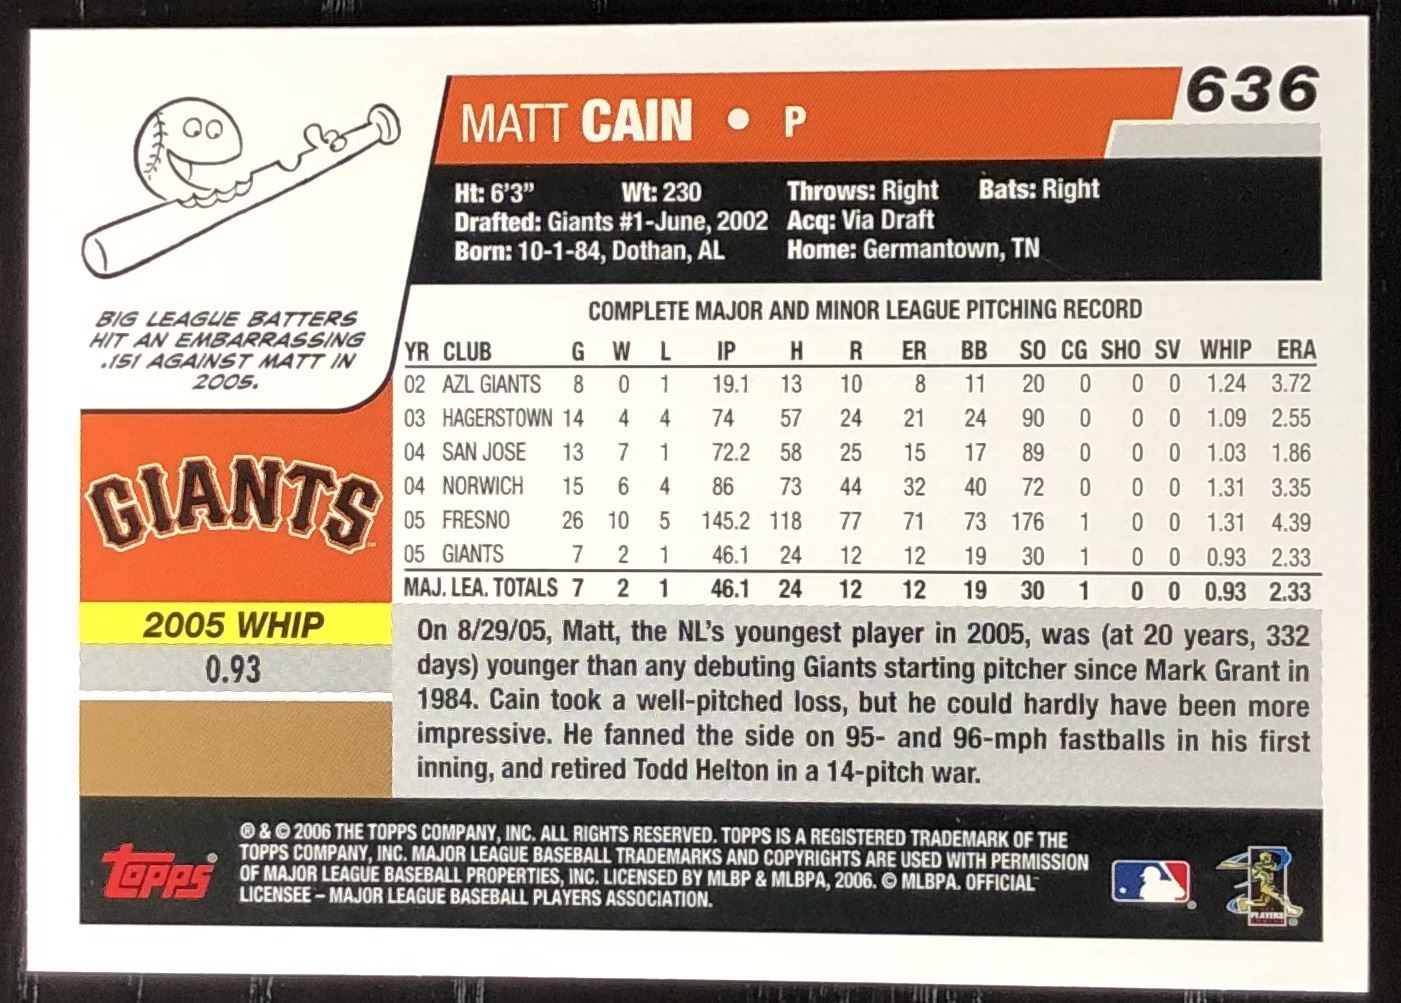 636
MATT CAIN • P
Ht: 6'3" Wt: 230 Throws: Right Bats: Right
Drafted: Giants #1-June, 2002 Acq: Via Draft
Born: 10-1-84, Dothan, AL Home: Germantown, TN
BIG LEAGUE BATTERS
HIT AN EMBARRASSING
.151 AGAINST MATT IN
2005.
GIANTS
2005 WHIP
0.93
COMPLETE MAJOR AND MINOR LEAGUE PITCHING RECORD
YR CLUB G W L IP H R ER BB SO CG SHO SV WHIP ERA
02 AZL GIANTS 8 0 1 19.1 13 10 8 11 20 0 0 0 1.24 3.72
03 HAGERSTOWN 14 4 4 74 57 24 21 24 90 0 0 0 1.09 2.55
04 SAN JOSE 13 7 1 72.2 58 25 15 17 89 0 0 0 1.03 1.86
04 NORWICH 15 6 4 86 73 44 32 40 72 0 0 0 1.31 3.35
05 FRESNO 26 10 5 145.2 118 77 71 73 176 1 0 0 1.31 4.39
05 GIANTS 7 2 1 46.1 24 12 12 19 30 1 0 0 0.93 2.33
MAJ. LEA. TOTALS 7 2 1 46.1 24 12 12 19 30 1 0 0 0.93 2.33
On 8/29/05, Matt, the NL's youngest player in 2005, was (at 20 years, 332
days) younger than any debuting Giants starting pitcher since Mark Grant in
1984. Cain took a well-pitched loss, but he could hardly have been more
impressive. He fanned the side on 95- and 96-mph fastballs in his first
inning, and retired Todd Helton in a 14-pitch war.
Topps®
® & © 2006 THE TOPPS COMPANY, INC. ALL RIGHTS RESERVED. TOPPS IS A REGISTERED TRADEMARK OF THE
TOPPS COMPANY, INC. MAJOR LEAGUE BASEBALL TRADEMARKS AND COPYRIGHTS ARE USED WITH PERMISSION
OF MAJOR LEAGUE BASEBALL PROPERTIES, INC. LICENSED BY MLBP & MLBPA, 2006. © MLBPA. OFFICIAL
LICENSEE – MAJOR LEAGUE BASEBALL PLAYERS ASSOCIATION.
PLAYERS